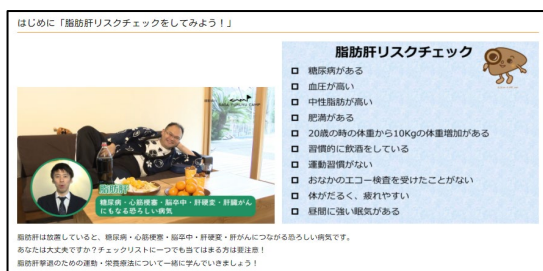 はじめに「脂肪肝リスクチェックをしてみよう！」
脂肪肝
糖尿病・心筋梗塞・脳卒中・肝硬変・肝臓がん
にもなる恐ろしい病気
脂肪肝リスクチェック
糖尿病がある
血圧が高い
中性脂肪が高い
肥満がある
20歳の時の体重から10Kgの体重増加がある
習慣的に飲酒をしている
運動習慣がない
おなかのエコー検査を受けたことがない
体がだるく、疲れやすい
昼間に強い眠気がある
脂肪肝は放置していると、糖尿病・心筋梗塞・脳卒中・肝硬変・肝臓がんにつながる恐ろしい病気です。
あなたは大丈夫ですか？チェックリストに一つでも当てはまる方は要注意！
脂肪肝撃退のための運動・栄養療法について一緒に学んでいきましょう！